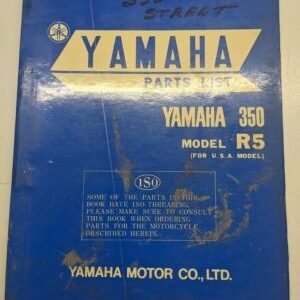 350
STREET
YAMAHA
PARTS LIST
YAMAHA 350
MODEL R5
(FOR U.S.A. MODEL)
ISO
SOME OF THE PARTS IN THIS
BOOK HAVE ISO THREADING.
PLEASE MAKE SURE TO CONSULT
THIS BOOK WHEN ORDERING
PARTS FOR THE MOTORCYCLE
DESCRIBED HEREIN.
YAMAHA MOTOR CO., LTD.